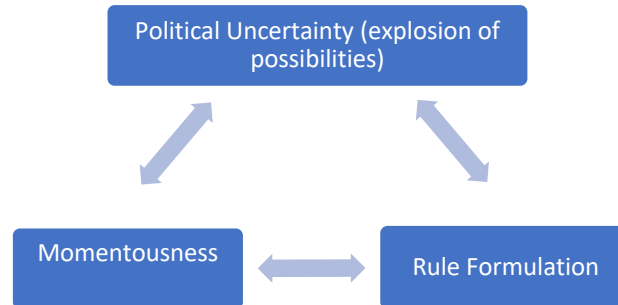 Political Uncertainty (explosion of
possibilities)
Momentousness
Rule Formulation